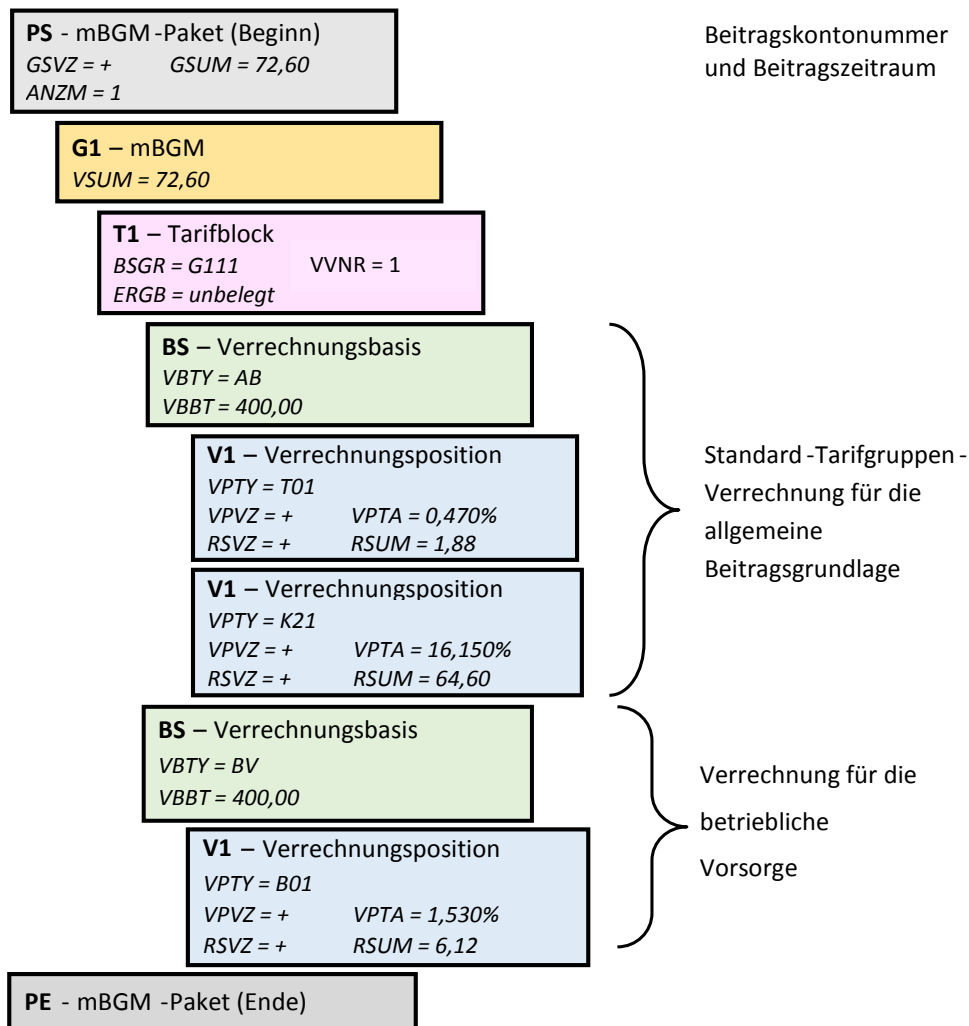 PS - mBGM -Paket (Beginn)
GSVZ = + GSUM = 72,60
ANZM = 1
Beitragskontonummer
und Beitragszeitraum
G1 – mBGM
VSUM = 72,60
T1 – Tarifblock
BSGR = G111 VVNR = 1
ERGB = unbelegt
BS – Verrechnungsbasis
VBTY = AB
VBBT = 400,00
V1 – Verrechnungsposition
VPTY = T01
VPVZ = + VPTA = 0,470%
RSVZ = + RSUM = 1,88
V1 – Verrechnungsposition
VPTY = K21
VPVZ = + VPTA = 16,150%
RSVZ = + RSUM = 64,60
Standard -Tarifgruppen -
Verrechnung für die
allgemeine
Beitragsgrundlage
BS – Verrechnungsbasis
VBTY = BV
VBBT = 400,00
V1 – Verrechnungsposition
VPTY = B01
VPVZ = + VPTA = 1,530%
RSVZ = + RSUM = 6,12
Verrechnung für die
betriebliche
Vorsorge
PE - mBGM -Paket (Ende)